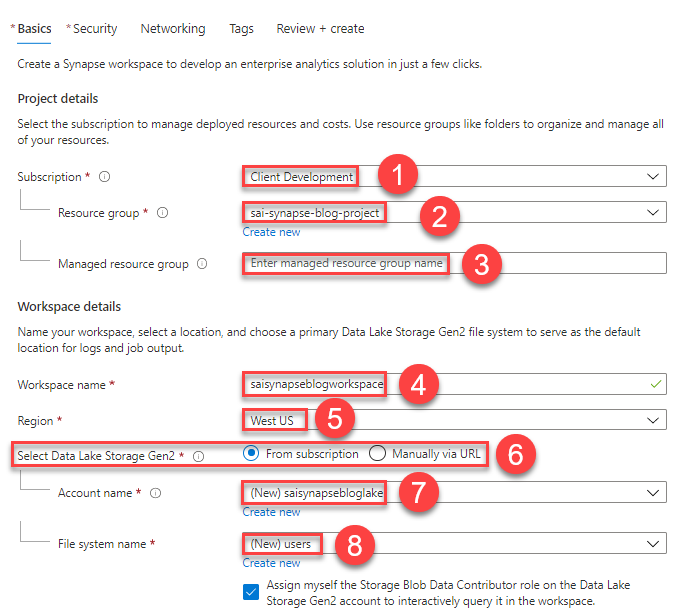 * Basics * Security Networking Tags Review + create
Create a Synapse workspace to develop an enterprise analytics solution in just a few clicks.
Project details
Select the subscription to manage deployed resources and costs. Use resource groups like folders to organize and manage all
of your resources.
Subscription * Client Development 1
Resource group * sai-synapse-blog-project 2
Create new
Managed resource group Enter managed resource group name 3
Workspace details
Name your workspace, select a location, and choose a primary Data Lake Storage Gen2 file system to serve as the default
location for logs and job output.
Workspace name * saisynapseblogworkspace 4
Region * West US 5
Select Data Lake Storage Gen2 * From subscription Manually via URL 6
Account name * (New) saisynapsebloglake 7
Create new
File system name * (New) users 8
Create new
Assign myself the Storage Blob Data Contributor role on the Data Lake
Storage Gen2 account to interactively query it in the workspace.